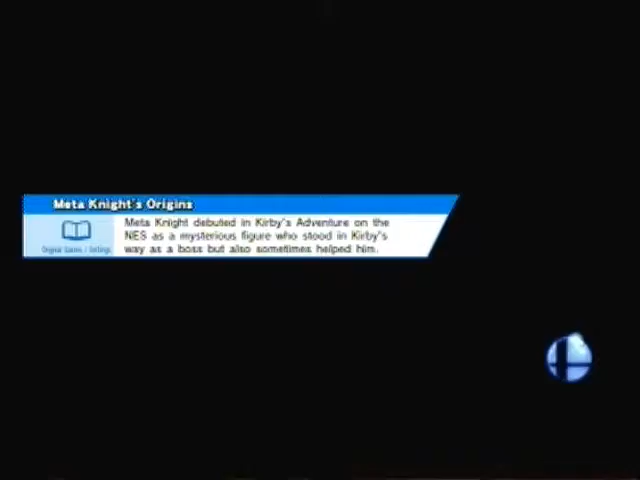 Meta Knight's Origins
Meta Knight debuted in Kirby's Adventure on the
NES as a mysterious figure who stood in Kirby's
way as a boss but also sometimes helped him.